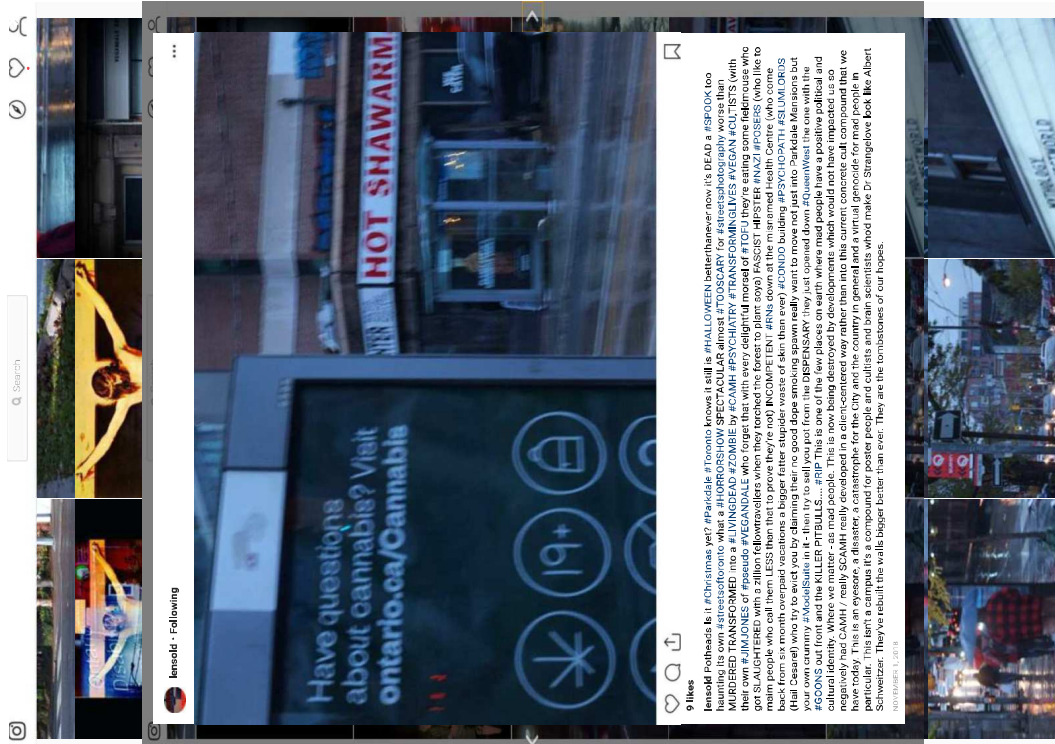 Search
lensold • Following
HOT SHAWARM
Have questions
about cannabis? Visit
ontario.ca/Cannabis
19+
9 likes
lensold Potheads Is it #Christmas yet? #Parkdale #Toronto knows it still is #HALLOWEEN betterthanever now it's DEAD a #SPOOK too
haunting its own #streetsoftoronto what a #HORRORSHOW SPECTACULAR almost #TOOSCARY for #streetsphotography worse than
MURDERED TRANSFORMED into a #LIVINGDEAD #ZOMBIE by #CAMH #PSYCHIATRY #TRANSFORMINGLIVES #VEGAN #CULTISTS (with
their own #JIMJONES of #pseudo #VEGANDALE who forget that with every delightful morsel of #TOFU they're eating some fieldmouse who
got SLAUGHTERED with a zillion fellowtravellers when they torched the forest to plant soya) FASCIST HIPSTER #NAZI #POSERS (who like to
maim people who call them LESS than that to prove they're not) INCOMPETENT #RNs down at the misnamed Health Centre (who come
back from six month overpaid vacations a bigger fatter stupider waste of skin than ever) #CONDO building #PSYCHOPATH #SLUMLORDS
(Hail Cesare!) who try to evict you by claiming their no good dope smoking spawn really want to move not just into Parkdale Mansions but
your own crummy #ModelSuite in it - then try to sell you pot from the DISPENSARY they just opened down #QueenWest the one with the
#GOONS out front and the KILLER PITBULLS.... #RIP This is one of the few places on earth where mad people have a positive political and
cultural identity. Where we matter - as mad people. This is now being destroyed by developments which would not have impacted us so
negatively had CAMH / really SCAMH really developed in a client-centered way rather than into this current concrete cult compound that we
have today. This is an eyesore, a disaster, a catastrophe for the City and the country in general and a virtual genocide for mad people in
particular. This isn't a campus it's a compound for poster people and cultists and brain scientists whod make Dr Strangelove look like Albert
Schweitzer. They've rebuilt the walls bigger better than ever. They are the tombstones of our hopes.
NOVEMBER 1, 2018